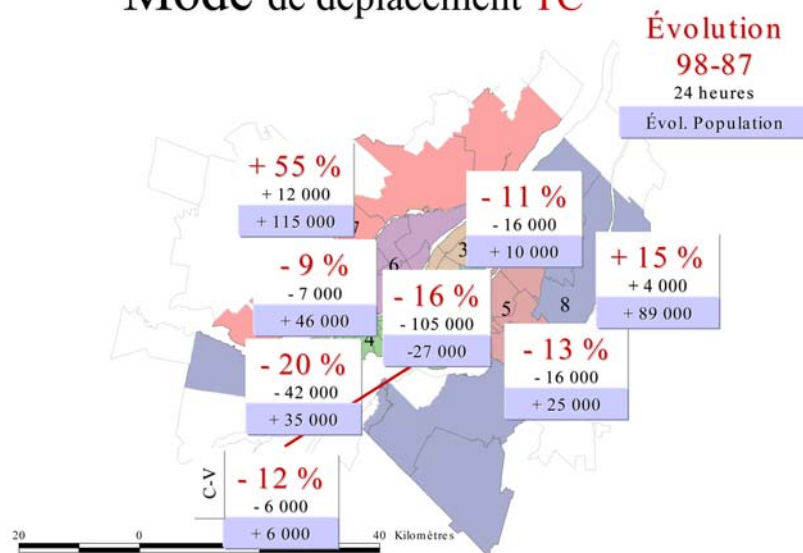 Mode de déplacement TC
Évolution
98-87
24 heures
Évol. Population
+ 55 %
+ 12 000
+ 115 000
7
- 11 %
- 16 000
+ 10 000
3
6
- 9 %
- 7 000
+ 46 000
- 16 %
- 105 000
-27 000
+ 15 %
+ 4 000
+ 89 000
5
8
4
- 20 %
- 42 000
+ 35 000
- 13 %
- 16 000
+ 25 000
C-V
- 12 %
- 6 000
+ 6 000
20 0 40 Kilomètres